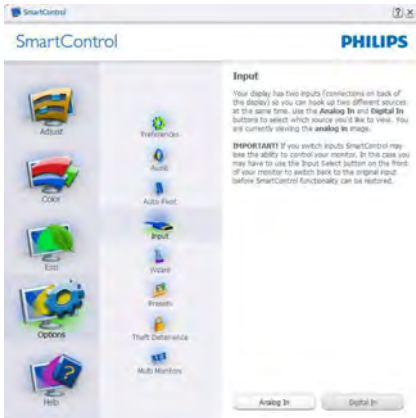 SmartControl
SmartControl
PHILIPS
Adjust
Color
Eco
Options
Help
Preferences
Audio
Auto Pivot
Input
Wizard
Presets
Theft Deterrence
Multi Monitors
Input
Your display has two inputs (connections on back of
the display) so you can hook up two different sources
at the same time. Use the Analog In and Digital In
buttons to select which source you'd like to view. You
are currently viewing the analog in image.
IMPORTANT! If you switch inputs SmartControl may
lose the ability to control your monitor. In this case you
may have to use the Input Select button on the front
of your monitor to switch back to the original input
before SmartControl functionality can be restored.
Analog In
Digital In